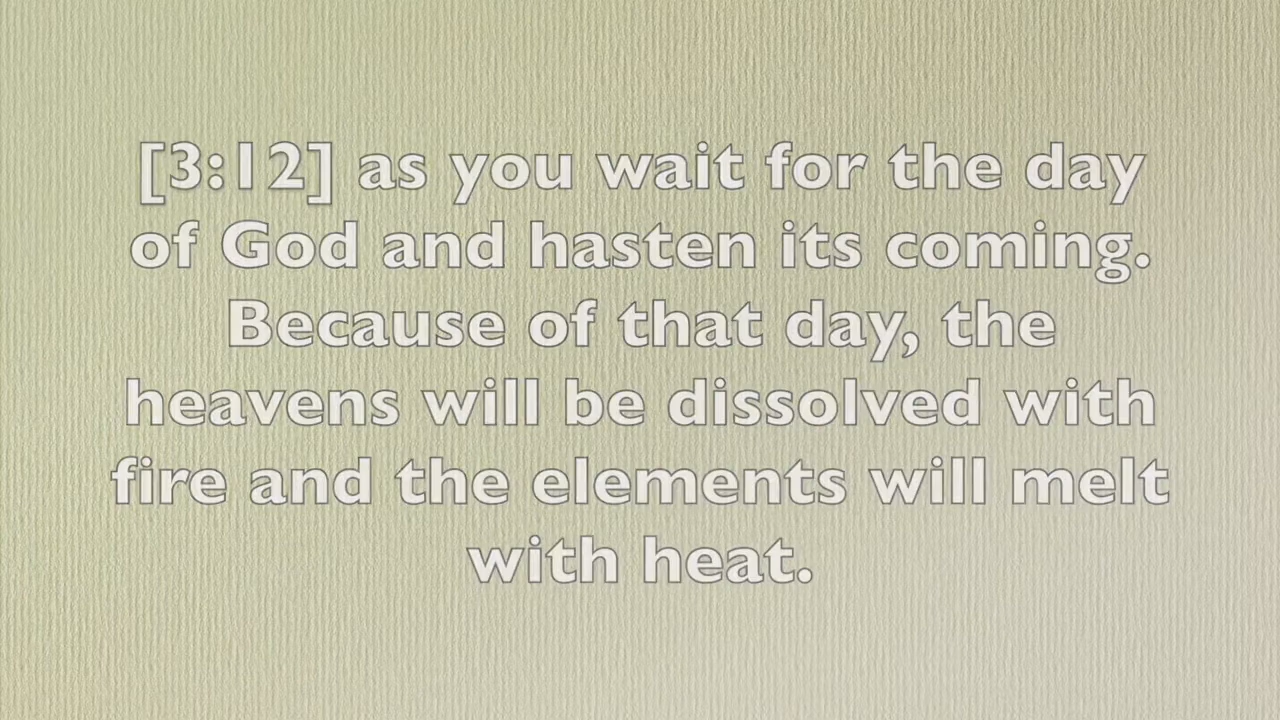 [3:12] as you wait for the day
of God and hasten its coming.
Because of that day, the
heavens will be dissolved with
fire and the elements will melt
with heat.